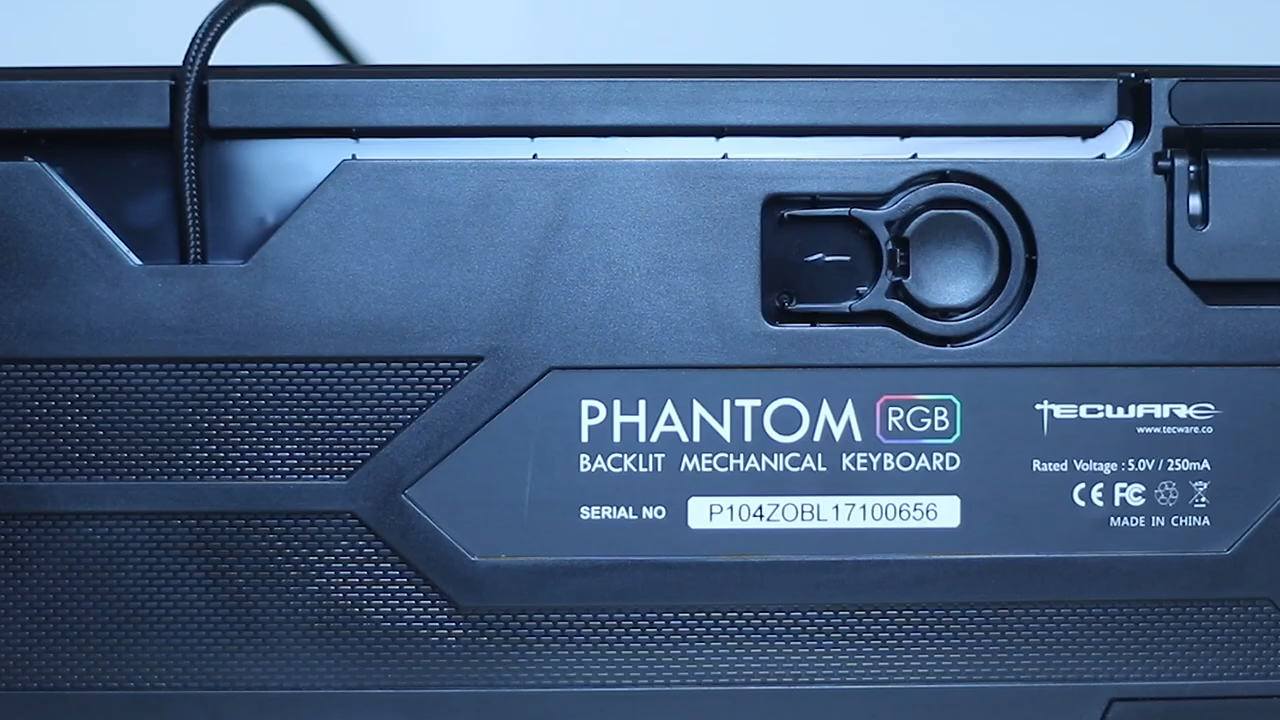 PHANTOM RGB
BACKLIT MECHANICAL KEYBOARD
SERIAL NO P104ZOBL17100656
TECWARE
www.tecware.co
Rated Voltage : 5.0V / 250mA
CE FC
MADE IN CHINA